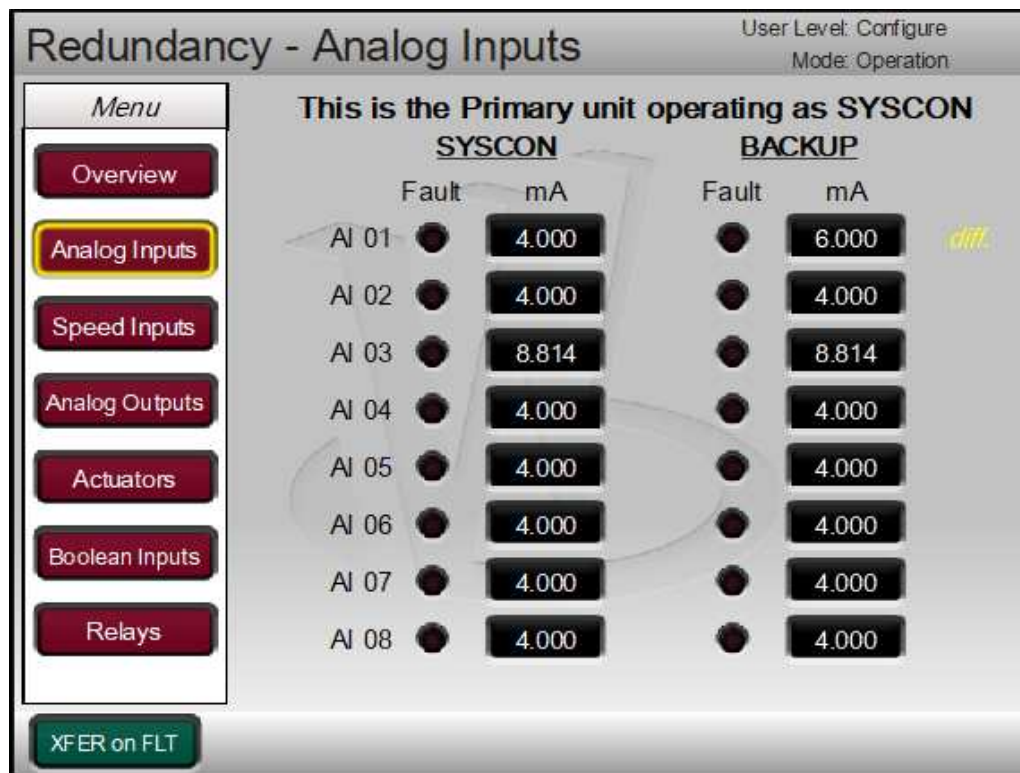 Redundancy - Analog Inputs
User Level: Configure
Mode: Operation
Menu
Overview
Analog Inputs
Speed Inputs
Analog Outputs
Actuators
Boolean Inputs
Relays
This is the Primary unit operating as SYSCON
SYSCON BACKUP
Fault mA Fault mA
AI 01 4.000 6.000 diff.
AI 02 4.000 4.000
AI 03 8.814 8.814
AI 04 4.000 4.000
AI 05 4.000 4.000
AI 06 4.000 4.000
AI 07 4.000 4.000
AI 08 4.000 4.000
XFER on FLT